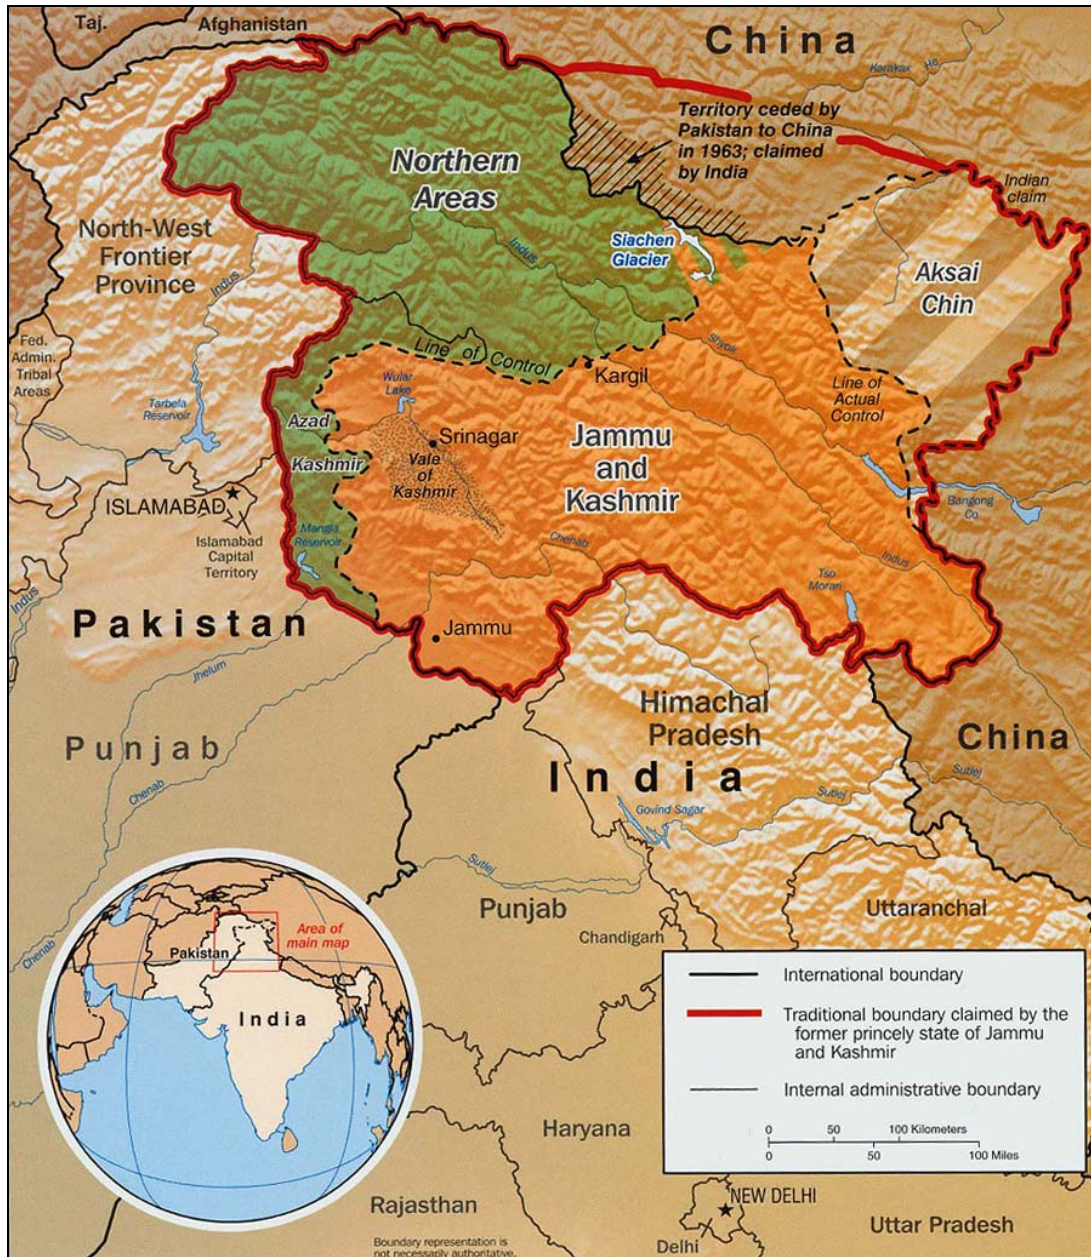 Taj.
Afghanistan
China
Karakax He
Territory ceded by
Pakistan to China
in 1963; claimed
by India
Indian
claim
Northern
Areas
North-West
Frontier
Province
Indus
Indus
Siachen
Glacier
Aksai
Chin
Fed.
Admin.
Tribal
Areas
Tarbela
Reservoir
Line of Control
Shyok
Kargil
Line of
Actual
Control
Wular
Lake
Azad
Kashmir
Srinagar
Vale
of
Kashmir
Jammu
and
Kashmir
ISLAMABAD
Islamabad
Capital
Territory
Mangla
Reservoir
Bangong
Co
Chenab
Indus
Tso
Morari
Indus
Pakistan
Jammu
Jhelum
Himachal
Pradesh
Punjab
China
India
Chenab
Sutlej
Govind Sagar
Sutlej
Sutlej
Punjab
Uttaranchal
Chandigarh
Chenab
Area of
main map
Pakistan
India
International boundary
Traditional boundary claimed by the
former princely state of Jammu
and Kashmir
Internal administrative boundary
0 50 100 Kilometers
0 50 100 Miles
Haryana
Rajasthan
NEW DELHI
Delhi
Uttar Pradesh
Boundary representation is
not necessarily authoritative.